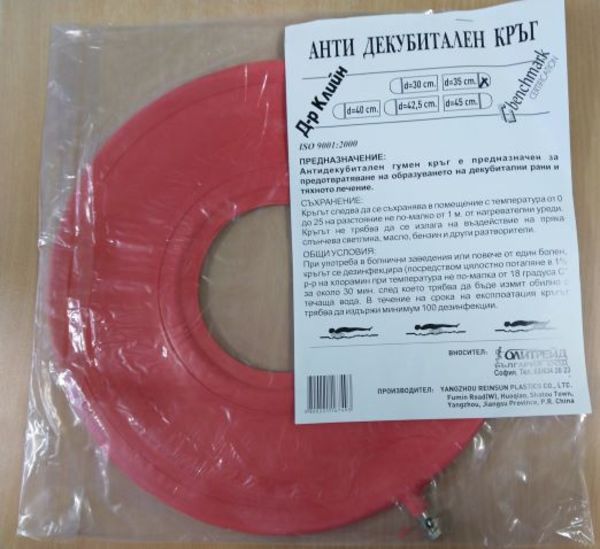 АНТИ ДЕКУБИТАЛЕН КРЪГ
Д-р Клийн
d=30 cm. d=35 cm. X
d=40 cm. d=42,5 cm. d=45 cm.
benchmark
CERTIFICATION
ISO 9001:2000
ПРЕДНАЗНАЧЕНИЕ:
Антидекубитален гумен кръг е предназначен за
предотвратяване на образуването на декубитални рани и
тяхното лечение.
СЪХРАНЕНИЕ:
Кръгът следва да се съхранява в помещение с температура от 0
до 25 на разстояние не по-малко от 1 м. от нагревателни уреди.
Кръгът не трябва да се излага на въздействие на пряка
слънчева светлина, масло, бензин и други разтворители.
ОБЩИ УСЛОВИЯ:
При употреба в болнични заведения или повече от един болен,
кръгът се дезинфекцира (посредством цялостно потапяне в 1%
р-р на хлорамин при температура не по-малка от 18 градуса C°
за около 30 мин. след което трябва да бъде измит обилно с
течаща вода. В течение на срока на експлоатация кръгът
трябва да издържи минимум 100 дезинфекции.
ВНОСИТЕЛ:
ОЛИТРЕЙД
БЪЛГАРИЯ ООД
София, Тел.
ПРОИЗВОДИТЕЛ: YANGZHOU REINSUN PLASTICS CO., LTD.
Fumin Road(W), Huaqian, Shatou Town,
Yangzhou, Jiangsu Province, P.R. China